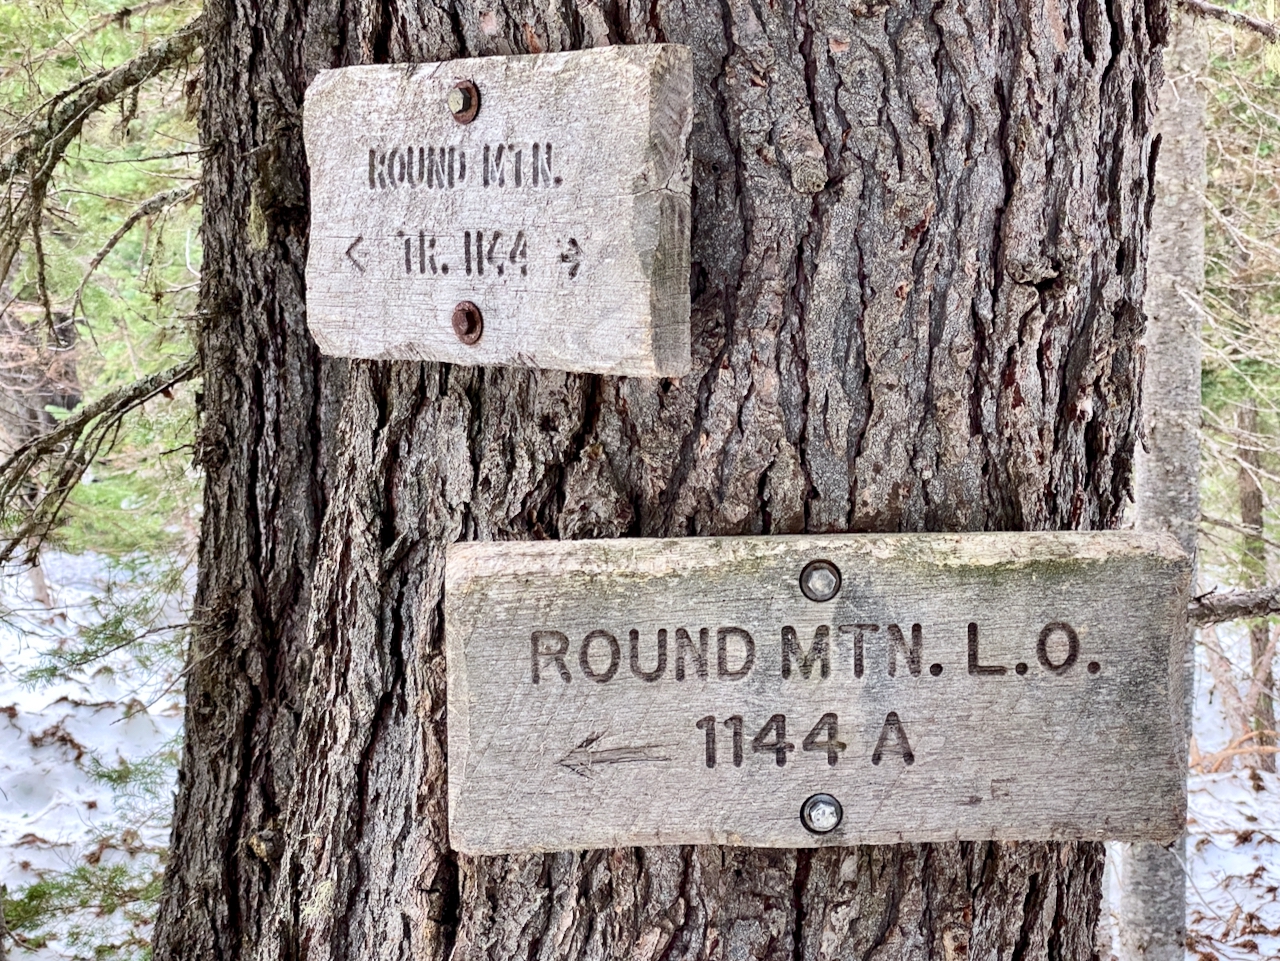 ROUND MTN.
< TR. 1144 →
ROUND MTN. L.O.
← 1144 A